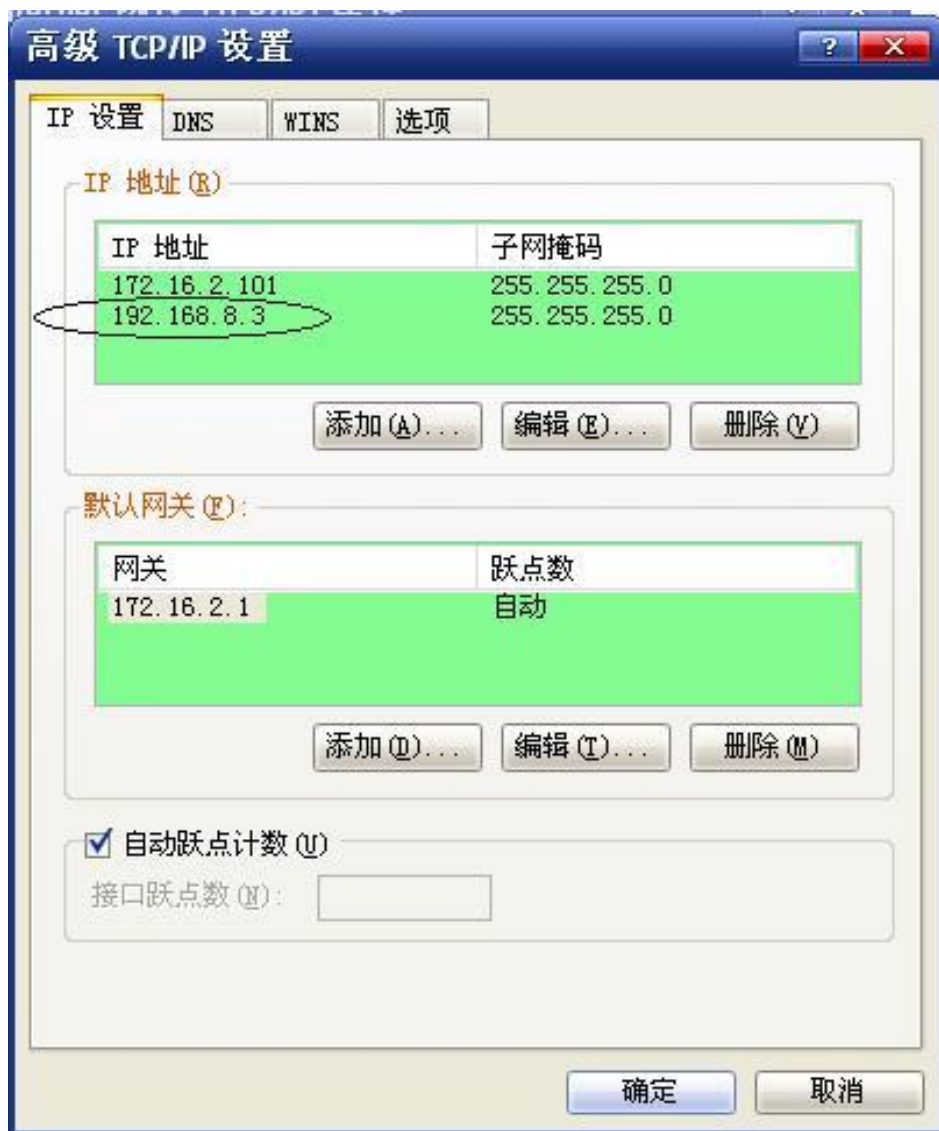 高级 TCP/IP 设置
IP 设置 DNS WINS 选项
IP 地址(R)
IP 地址 子网掩码
172.16.2.101 255.255.255.0
192.168.8.3 255.255.255.0
添加(A)... 编辑(E)... 删除(V)
默认网关(F):
网关 跃点数
172.16.2.1 自动
添加(D)... 编辑(T)... 删除(M)
自动跃点计数(U)
接口跃点数(N):
确定 取消